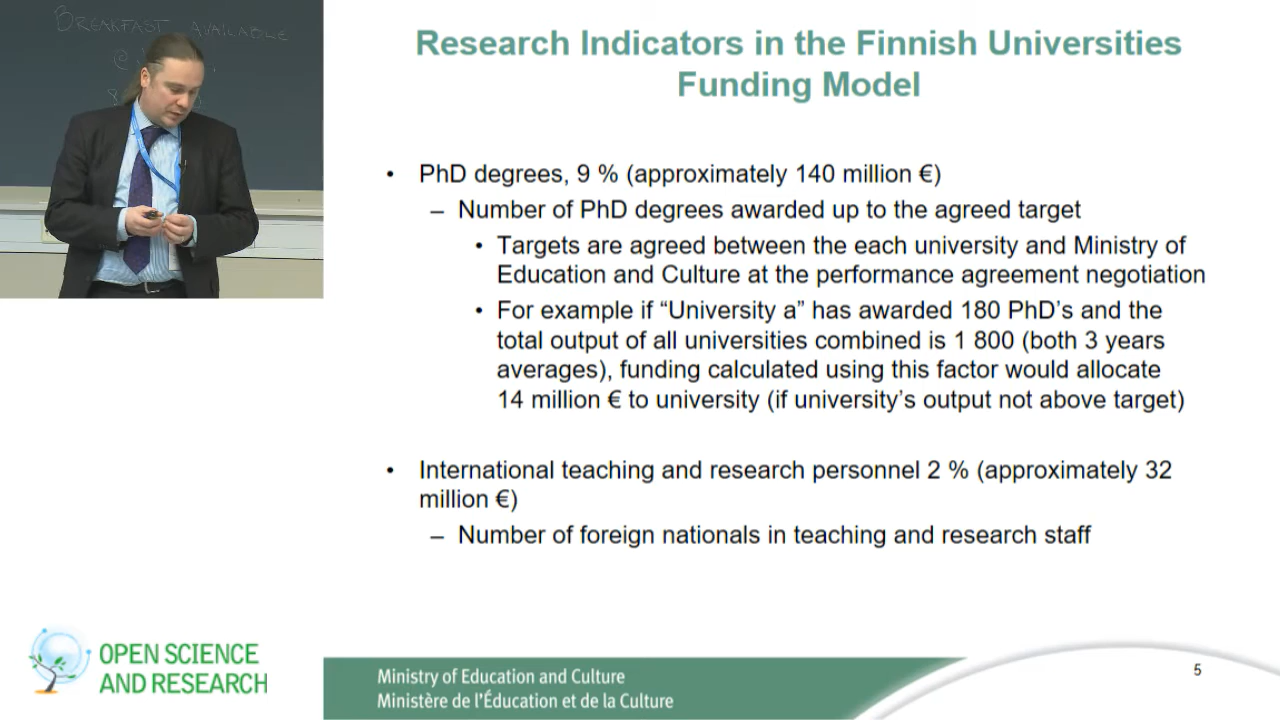 BREAKFAST AVAILABLE
@
8
Research Indicators in the Finnish Universities
Funding Model
• PhD degrees, 9 % (approximately 140 million €)
– Number of PhD degrees awarded up to the agreed target
• Targets are agreed between the each university and Ministry of
Education and Culture at the performance agreement negotiation
• For example if “University a” has awarded 180 PhD’s and the
total output of all universities combined is 1 800 (both 3 years
averages), funding calculated using this factor would allocate
14 million € to university (if university’s output not above target)
• International teaching and research personnel 2 % (approximately 32
million €)
– Number of foreign nationals in teaching and research staff
OPEN SCIENCE
AND RESEARCH
Ministry of Education and Culture
Ministère de l’Éducation et de la Culture
5